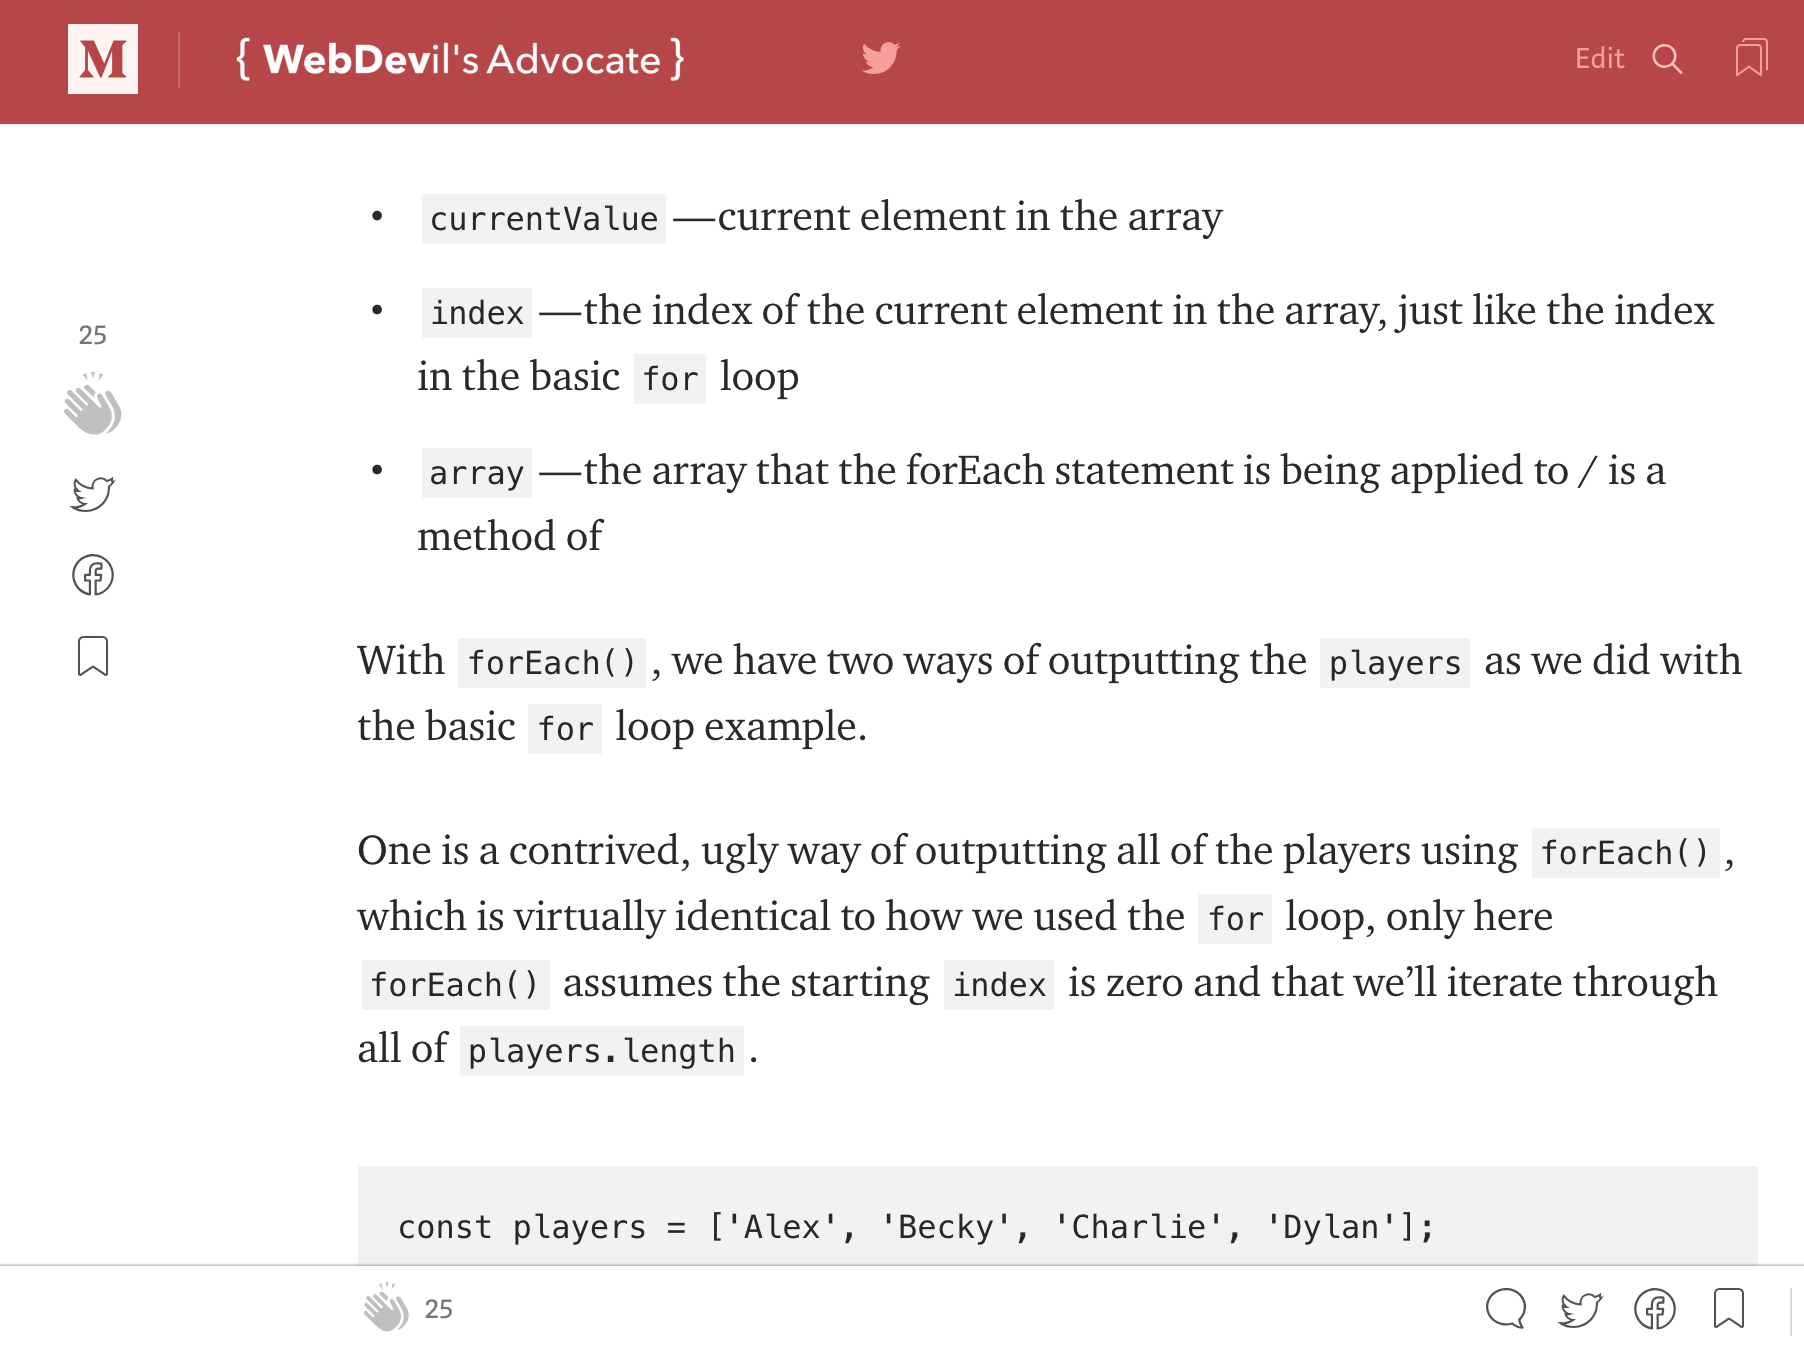 M
{ WebDevil's Advocate }
Edit
• currentValue —current element in the array
• index —the index of the current element in the array, just like the index
in the basic for loop
• array —the array that the forEach statement is being applied to / is a
method of
25
With forEach() , we have two ways of outputting the players as we did with
the basic for loop example.
One is a contrived, ugly way of outputting all of the players using forEach() ,
which is virtually identical to how we used the for loop, only here
forEach() assumes the starting index is zero and that we’ll iterate through
all of players.length .
const players = ['Alex', 'Becky', 'Charlie', 'Dylan'];
25